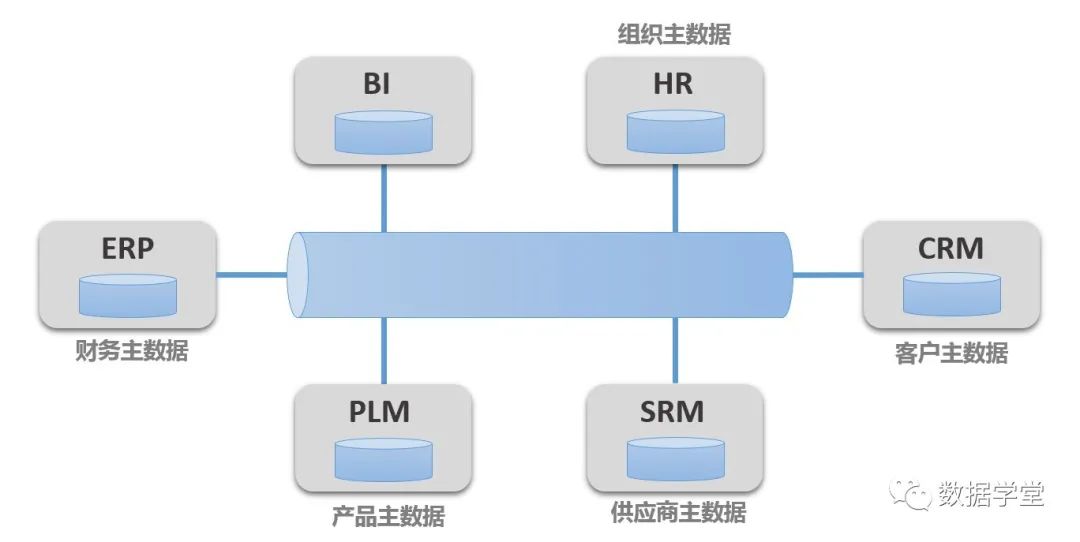 组织主数据
BI
HR
ERP
CRM
财务主数据
客户主数据
PLM
SRM
产品主数据
供应商主数据
数据学堂